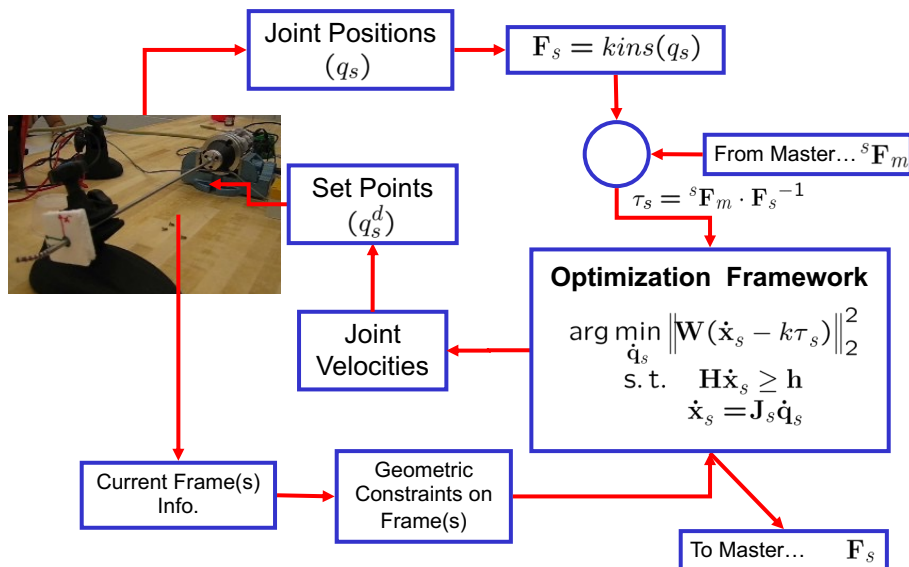 Joint Positions
(q_s)
F_s = kins(q_s)
From Master... ^sF_m
τ_s = ^sF_m · F_s^{-1}
Set Points
(q_s^d)
Optimization Framework
arg min_{q̇_s} ‖W(ẋ_s − kτ_s)‖_2^2
s.t. Hẋ_s ≥ h
ẋ_s = J_s q̇_s
Joint
Velocities
Current Frame(s)
Info.
Geometric
Constraints on
Frame(s)
To Master... F_s